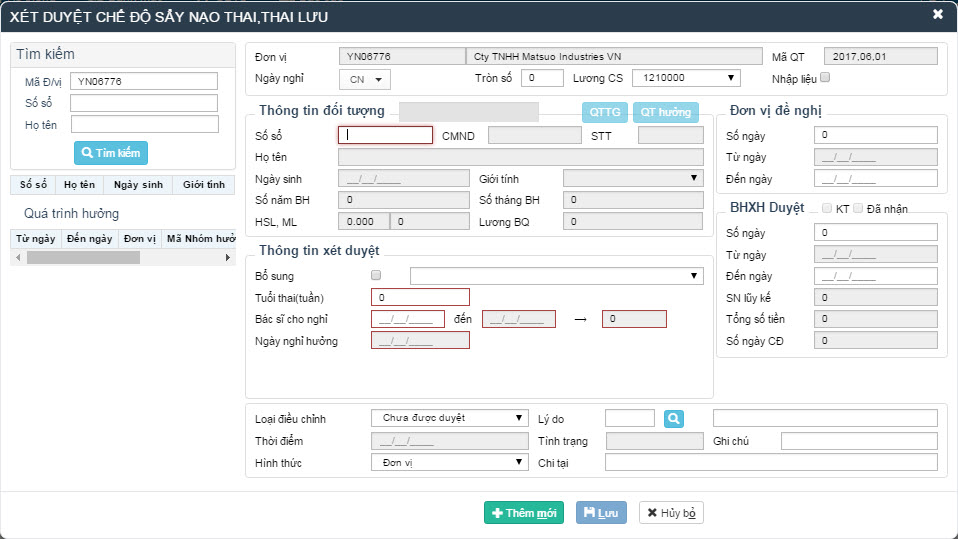 XÉT DUYỆT CHẾ ĐỘ SẨY NẠO THAI,THAI LƯU
Tìm kiếm
Mã Đ/vị YN06776
Số sổ
Họ tên
Tìm kiếm
Số sổ Họ tên Ngày sinh Giới tính
Quá trình hưởng
Từ ngày Đến ngày Đơn vị Mã Nhóm hưở
Đơn vị YN06776 Cty TNHH Matsuo Industries VN Mã QT 2017.06.01
Ngày nghỉ CN Tròn số 0 Lương CS 1210000 Nhập liệu
Thông tin đối tượng QTTG QT hưởng
Số sổ CMND STT
Họ tên
Ngày sinh __/__/____ Giới tính
Số năm BH 0 Số tháng BH 0
HSL, ML 0.000 0 Lương BQ 0
Thông tin xét duyệt
Bổ sung
Tuổi thai(tuần) 0
Bác sĩ cho nghỉ __/__/____ đến __/__/____ → 0
Ngày nghỉ hưởng __/__/____
Đơn vị đề nghị
Số ngày 0
Từ ngày __/__/____
Đến ngày __/__/____
BHXH Duyệt KT Đã nhận
Số ngày 0
Từ ngày __/__/____
Đến ngày __/__/____
SN lũy kế 0
Tổng số tiền 0
Số ngày CĐ 0
Loại điều chỉnh Chưa được duyệt Lý do
Thời điểm __/__/____ Tình trạng Ghi chú
Hình thức Đơn vị Chi tại
Thêm mới Lưu Hủy bỏ